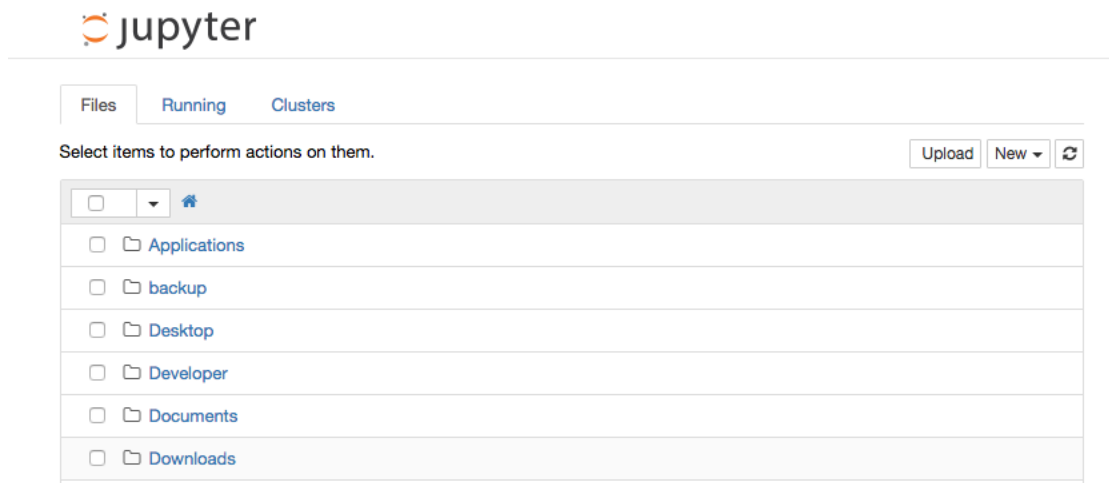 jupyter
Files Running Clusters
Select items to perform actions on them.
Upload New
Applications
backup
Desktop
Developer
Documents
Downloads